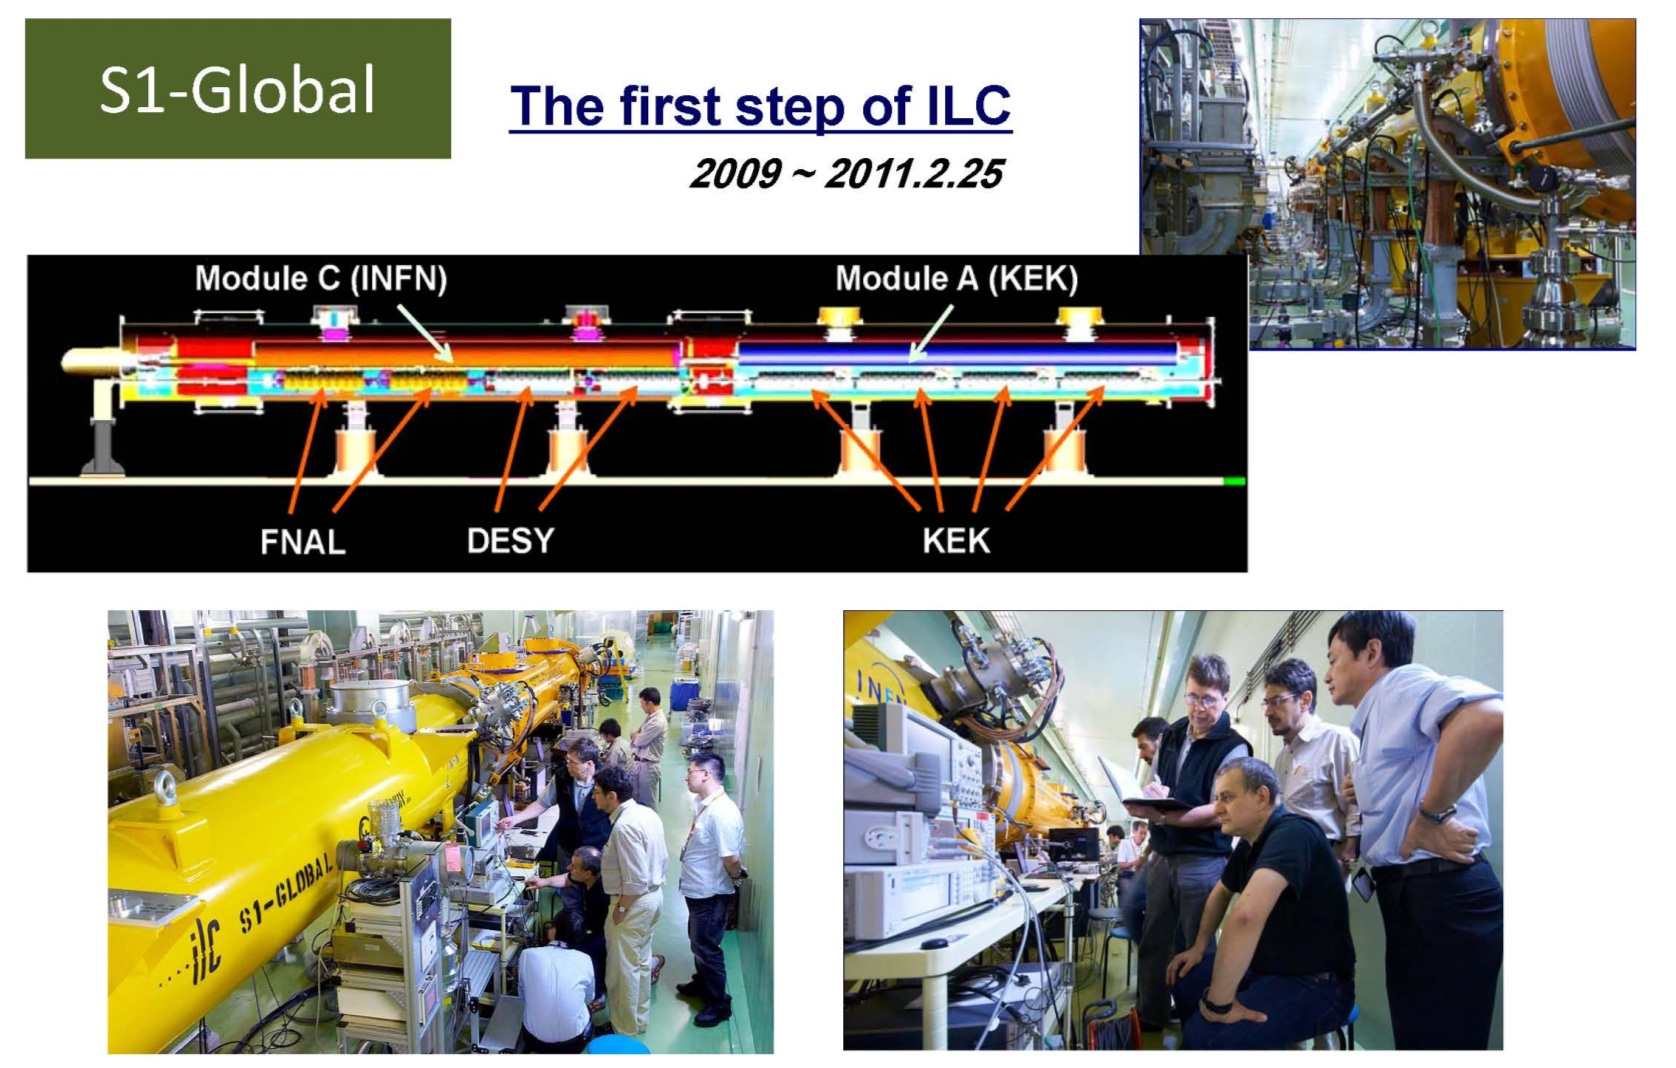 S1-Global
The first step of ILC
2009 ~ 2011.2.25
Module C (INFN)
Module A (KEK)
FNAL
DESY
KEK
ilc
S1-GLOBAL
INFN